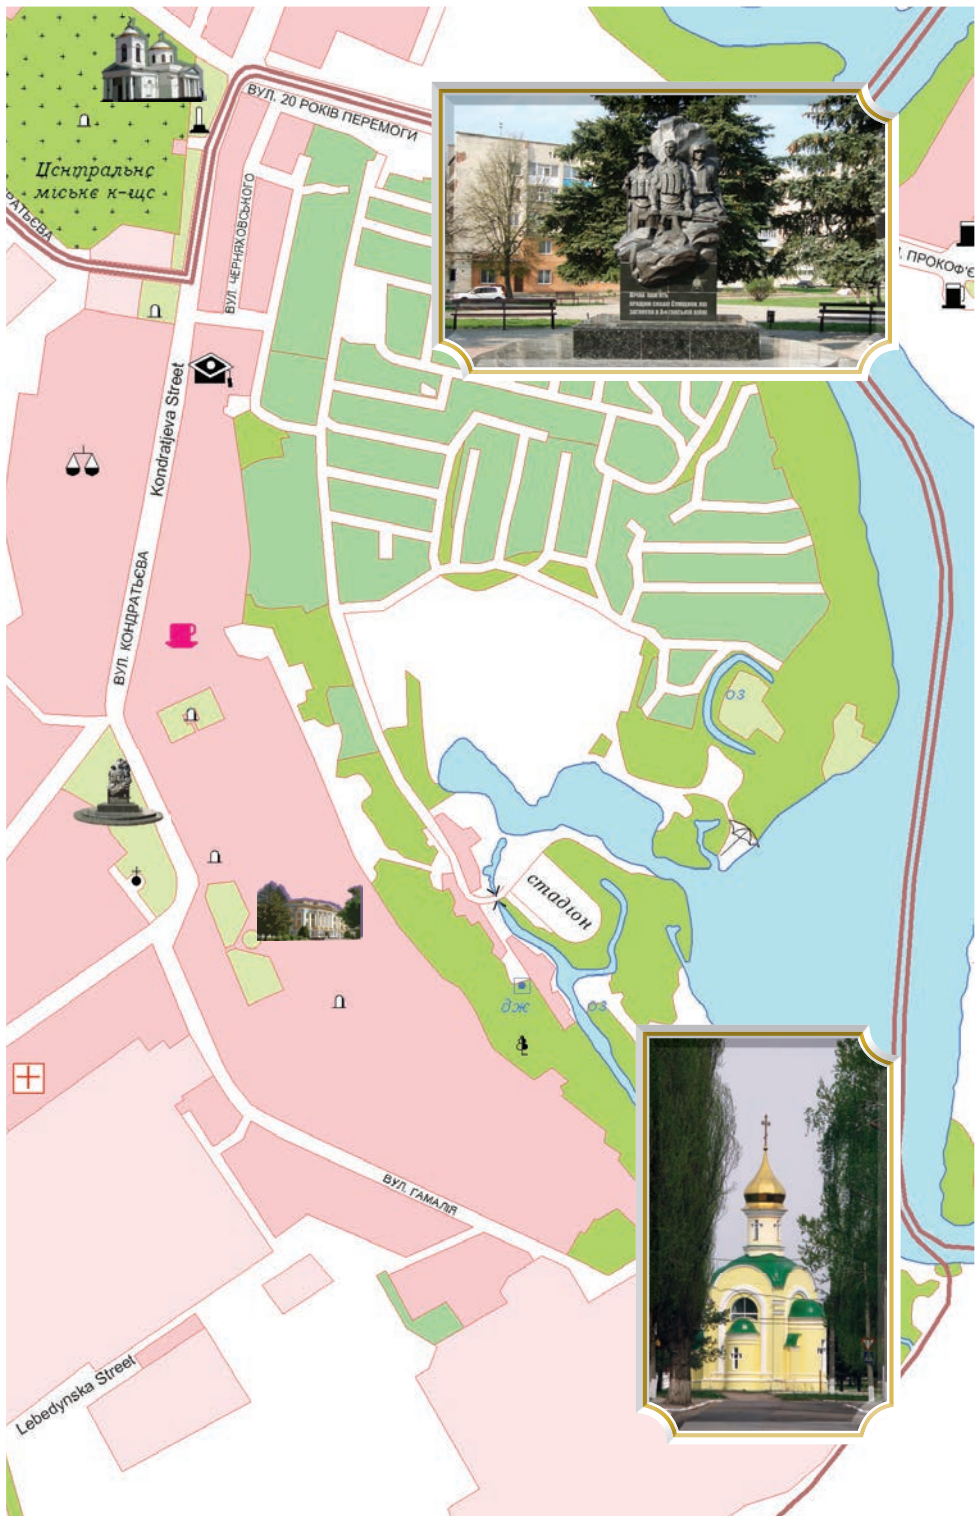 ВУЛ. 20 РОКІВ ПЕРЕМОГИ
Центральне
міське к-ще
РАТЬЄВА
ВУЛ. ЧЕРНЯХОВСЬКОГО
. ПРОКОФ'Є
Kondratjeva Street
ВУЛ. КОНДРАТЬЄВА
оз
стадіон
дж
оз
ВУЛ. ГАМАЛІЯ
Lebedynska Street